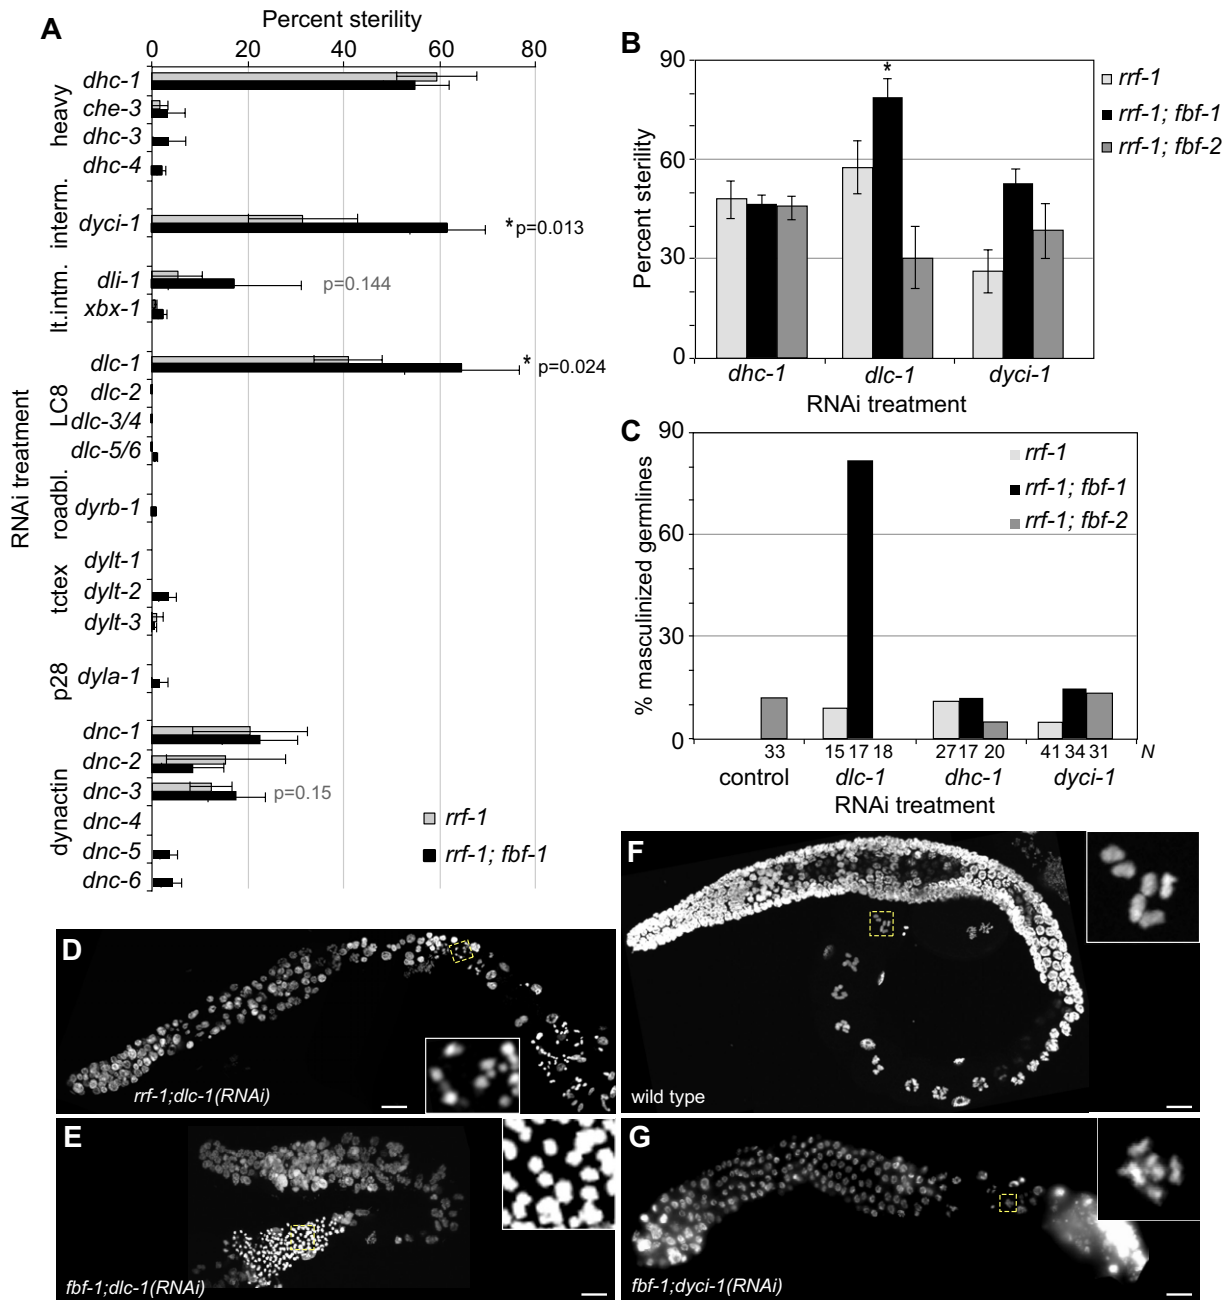 A
Percent sterility
0 20 40 60 80
RNAi treatment
heavy
dhc-1
che-3
dhc-3
dhc-4
interm.
dyci-1
* p=0.013
lt.intm.
dli-1
p=0.144
xbx-1
LC8
dlc-1
* p=0.024
dlc-2
dlc-3/4
dlc-5/6
roadbl.
dyrb-1
tctex
dylt-1
dylt-2
dylt-3
p28
dyla-1
dynactin
dnc-1
dnc-2
dnc-3
p=0.15
dnc-4
dnc-5
dnc-6
rrf-1
rrf-1; fbf-1
B
Percent sterility
90
60
30
0
*
dhc-1 dlc-1 dyci-1
RNAi treatment
rrf-1
rrf-1; fbf-1
rrf-1; fbf-2
C
% masculinized germlines
90
60
30
0
rrf-1
rrf-1; fbf-1
rrf-1; fbf-2
33 15 17 18 27 17 20 41 34 31 N
control dlc-1 dhc-1 dyci-1
RNAi treatment
D
rrf-1;dlc-1(RNAi)
E
fbf-1;dlc-1(RNAi)
F
wild type
G
fbf-1;dyci-1(RNAi)